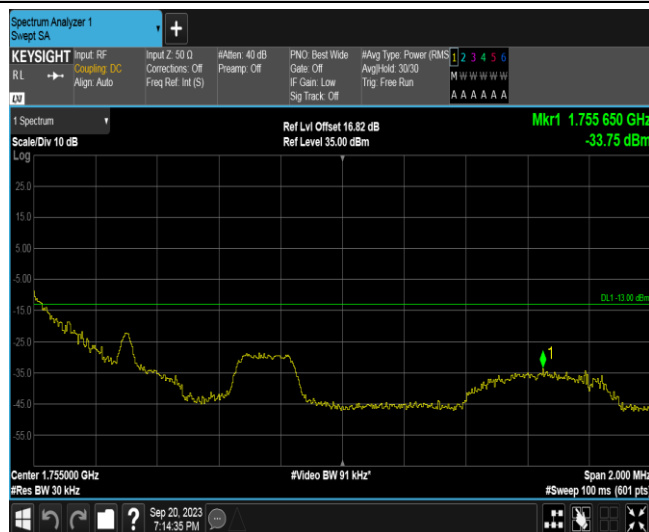 Spectrum Analyzer 1
Swept SA
KEYSIGHT
RL
Input: RF
Coupling: DC
Align: Auto
Input Z: 50 Ω
Corrections: Off
Freq Ref: Int (S)
#Atten: 40 dB
Preamp: Off
PNO: Best Wide
Gate: Off
IF Gain: Low
Sig Track: Off
#Avg Type: Power (RMS
Avg|Hold: 30/30
Trig: Free Run
1 2 3 4 5 6
M W W W W W
A A A A A A
LXI
1 Spectrum
Scale/Div 10 dB
Log
Ref Lvl Offset 16.82 dB
Ref Level 35.00 dBm
Mkr1 1.755 650 GHz
-33.75 dBm
25.0
15.0
5.00
-5.00
DL1 -13.00 dBm
-15.0
-25.0
1
-35.0
-45.0
-55.0
Center 1.755000 GHz
#Res BW 30 kHz
#Video BW 91 kHz*
Span 2.000 MHz
#Sweep 100 ms (601 pts)
?
Sep 20, 2023
7:14:35 PM